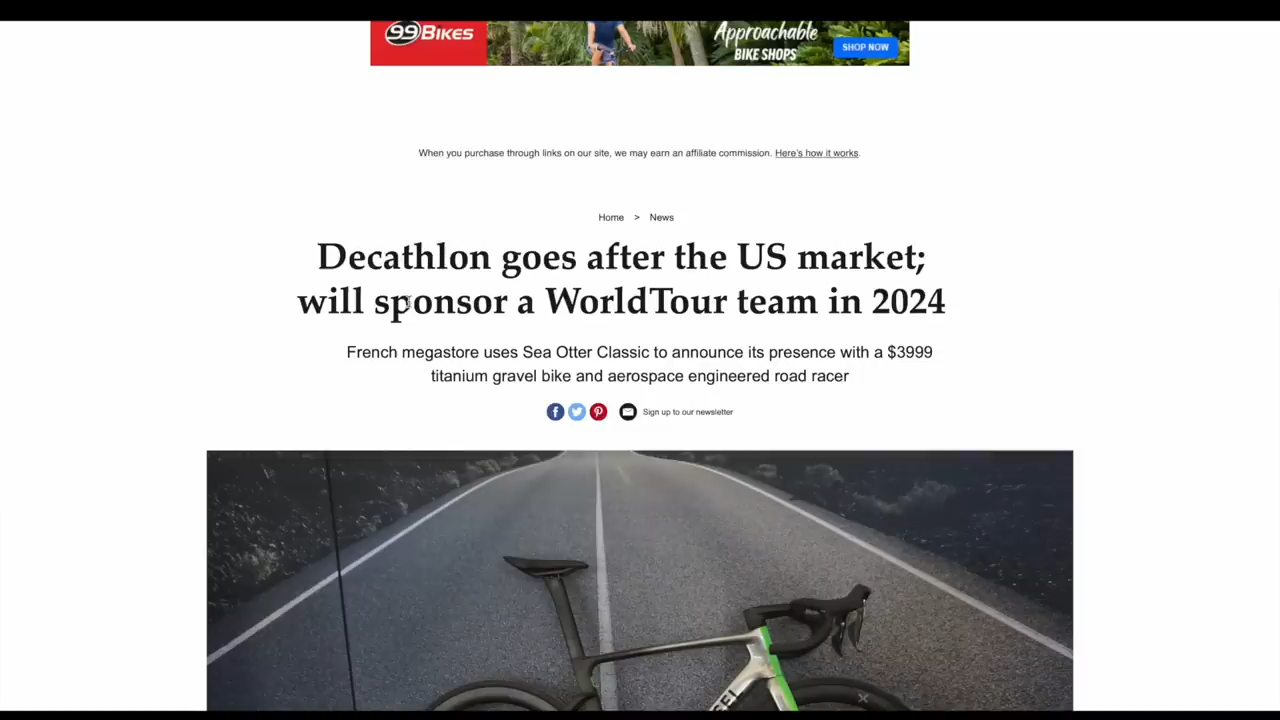 99 BIKES
Approachable
BIKE SHOPS
SHOP NOW
When you purchase through links on our site, we may earn an affiliate commission. Here's how it works.
Home > News
Decathlon goes after the US market;
will sponsor a WorldTour team in 2024
French megastore uses Sea Otter Classic to announce its presence with a $3999
titanium gravel bike and aerospace engineered road racer
Sign up to our newsletter